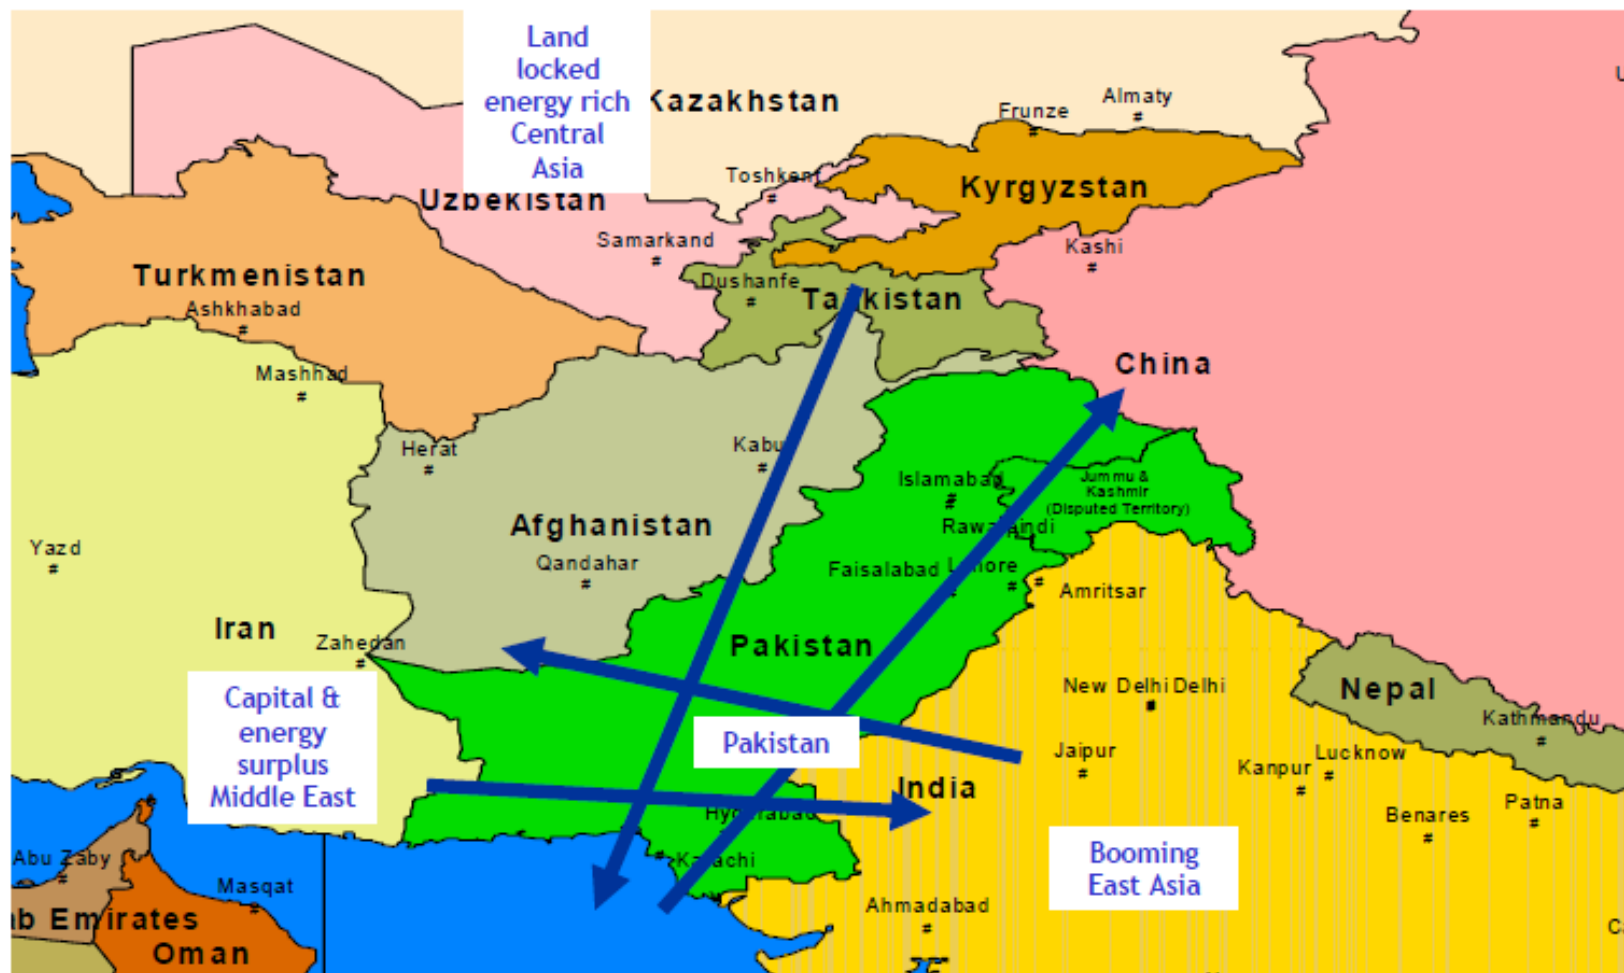 Land
locked
energy rich
Central
Asia
Kazakhstan
Frunze
Almaty
Toshkent
Kyrgyzstan
Uzbekistan
Samarkand
Kashi
Turkmenistan
Dushanfe
Tajikistan
Ashkhabad
Mashhad
China
Herat
Kabul
Islamabad
Jummu &
Kashmir
(Disputed Territory)
Afghanistan
Rawalpindi
Yazd
Qandahar
Faisalabad
Lahore
Amritsar
Iran
Zahedan
Pakistan
New Delhi
Delhi
Nepal
Kathmandu
Capital &
energy
surplus
Middle East
Pakistan
Jaipur
Lucknow
Kanpur
India
Patna
Benares
Hyderabad
Abu Zaby
Karachi
Booming
East Asia
Masqat
Ahmadabad
ab Emirates
Oman